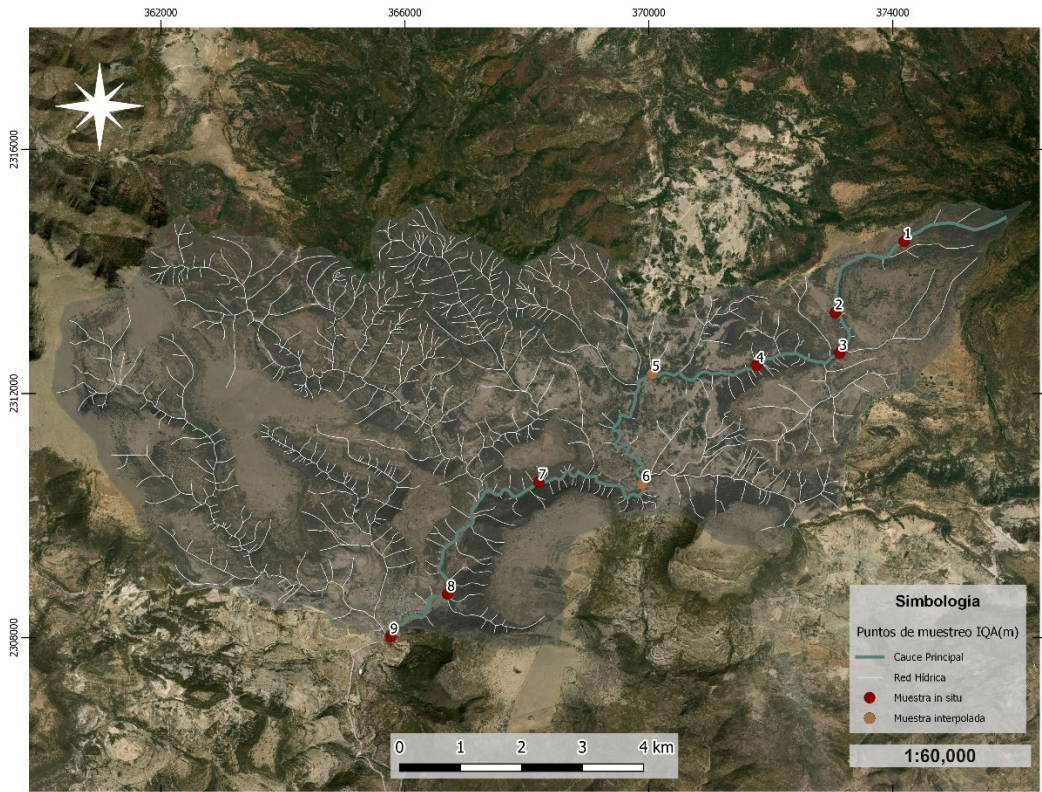 362000 366000 370000 374000
2316000
2312000
2308000
1
2
3
4
5
6
7
8
9
Simbología
Puntos de muestreo IQA(m)
Cauce Principal
Red Hídrica
Muestra in situ
Muestra interpolada
1:60,000
0 1 2 3 4 km